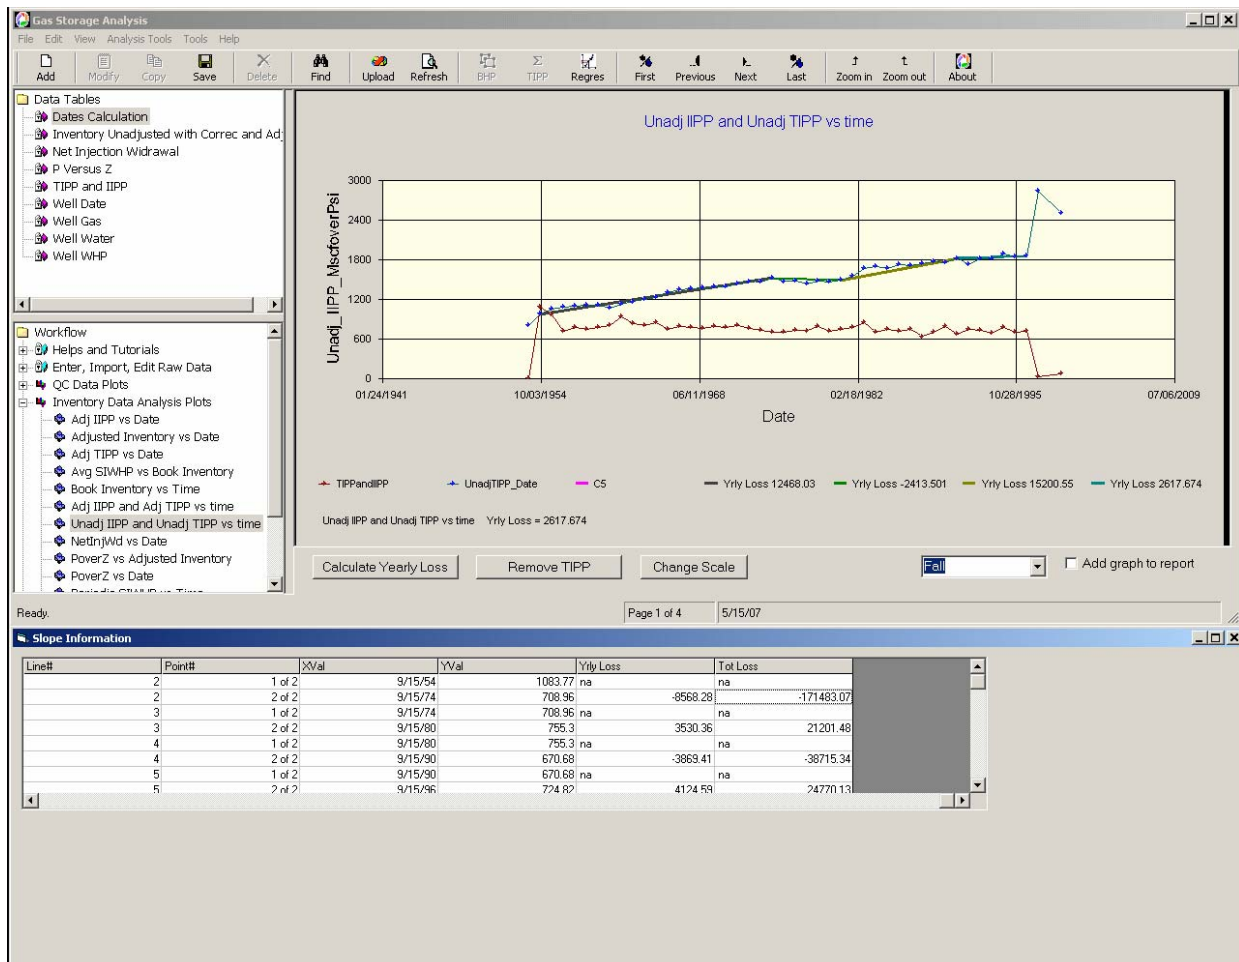 Gas Storage Analysis
File Edit View Analysis Tools Tools Help
Add Modify Copy Save Delete Find Upload Refresh BHP TIPP Regres First Previous Next Last Zoom in Zoom out About
Data Tables
Dates Calculation
Inventory Unadjusted with Correc and Adj
Net Injection Widrawal
P Versus Z
TIPP and IIPP
Well Date
Well Gas
Well Water
Well WHP
Workflow
Helps and Tutorials
Enter, Import, Edit Raw Data
QC Data Plots
Inventory Data Analysis Plots
Adj IIPP vs Date
Adjusted Inventory vs Date
Adj TIPP vs Date
Avg SIWHP vs Book Inventory
Book Inventory vs Time
Adj IIPP and Adj TIPP vs time
Unadj IIPP and Unadj TIPP vs time
NetInjWd vs Date
PoverZ vs Adjusted Inventory
PoverZ vs Date
Periodic SIWHP vs Time
Unadj IIPP and Unadj TIPP vs time
Unadj_IIPP_MscfoverPsi
3000
2400
1800
1200
600
0
01/24/1941 10/03/1954 06/11/1968 02/18/1982 10/28/1995 07/06/2009
Date
TIPPandIIPP UnadjTIPP_Date C5 Yrly Loss 12468.03 Yrly Loss -2413.501 Yrly Loss 15200.55 Yrly Loss 2617.674
Unadj IIPP and Unadj TIPP vs time Yrly Loss = 2617.674
Calculate Yearly Loss Remove TIPP Change Scale Fall Add graph to report
Ready. Page 1 of 4 5/15/07
Slope Information
Line# Point# XVal YVal Yrly Loss Tot Loss
2 1 of 2 9/15/54 1083.77 na na
2 2 of 2 9/15/74 708.96 -8568.28 -171483.07
3 1 of 2 9/15/74 708.96 na na
3 2 of 2 9/15/80 755.3 3530.36 21201.48
4 1 of 2 9/15/80 755.3 na na
4 2 of 2 9/15/90 670.68 -3869.41 -38715.34
5 1 of 2 9/15/90 670.68 na na
5 2 of 2 9/15/96 724.82 4124.59 24770.13